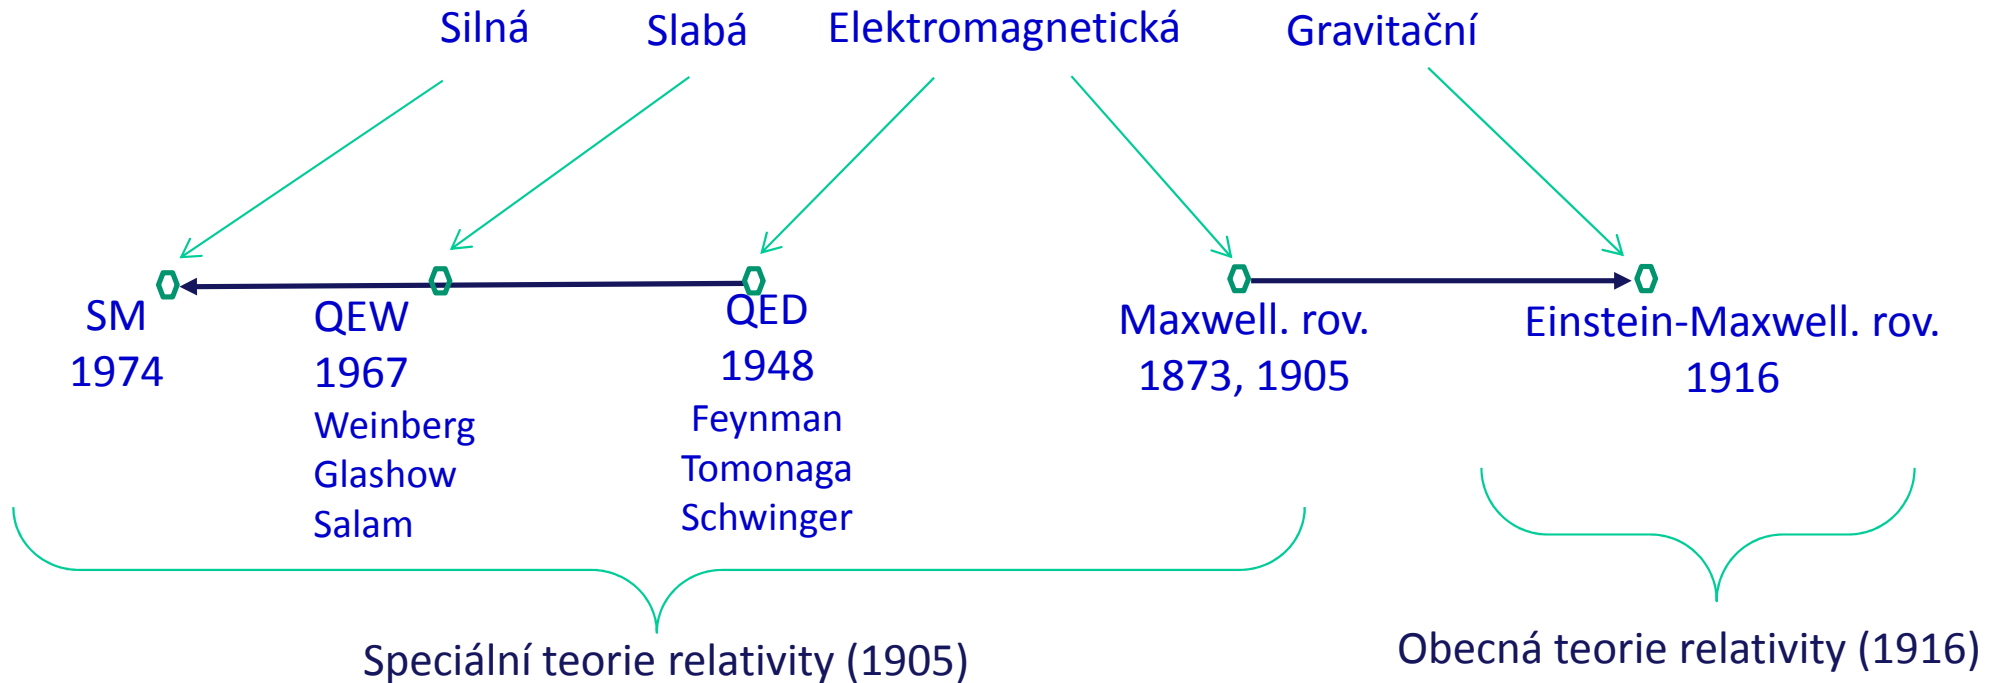 Silná
Slabá
Elektromagnetická
Gravitační
SM
1974
QEW
1967
Weinberg
Glashow
Salam
QED
1948
Feynman
Tomonaga
Schwinger
Maxwell. rov.
1873, 1905
Einstein-Maxwell. rov.
1916
Speciální teorie relativity (1905)
Obecná teorie relativity (1916)